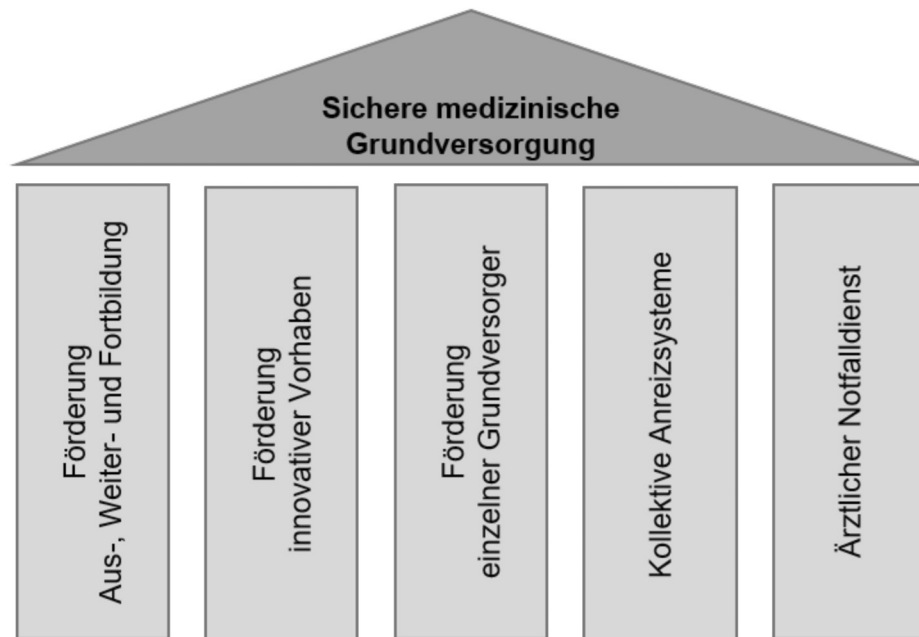 Sichere medizinische
Grundversorgung
Förderung
Aus-, Weiter- und Fortbildung
Förderung
innovativer Vorhaben
Förderung
einzelner Grundversorger
Kollektive Anreizsysteme
Ärztlicher Notfalldienst